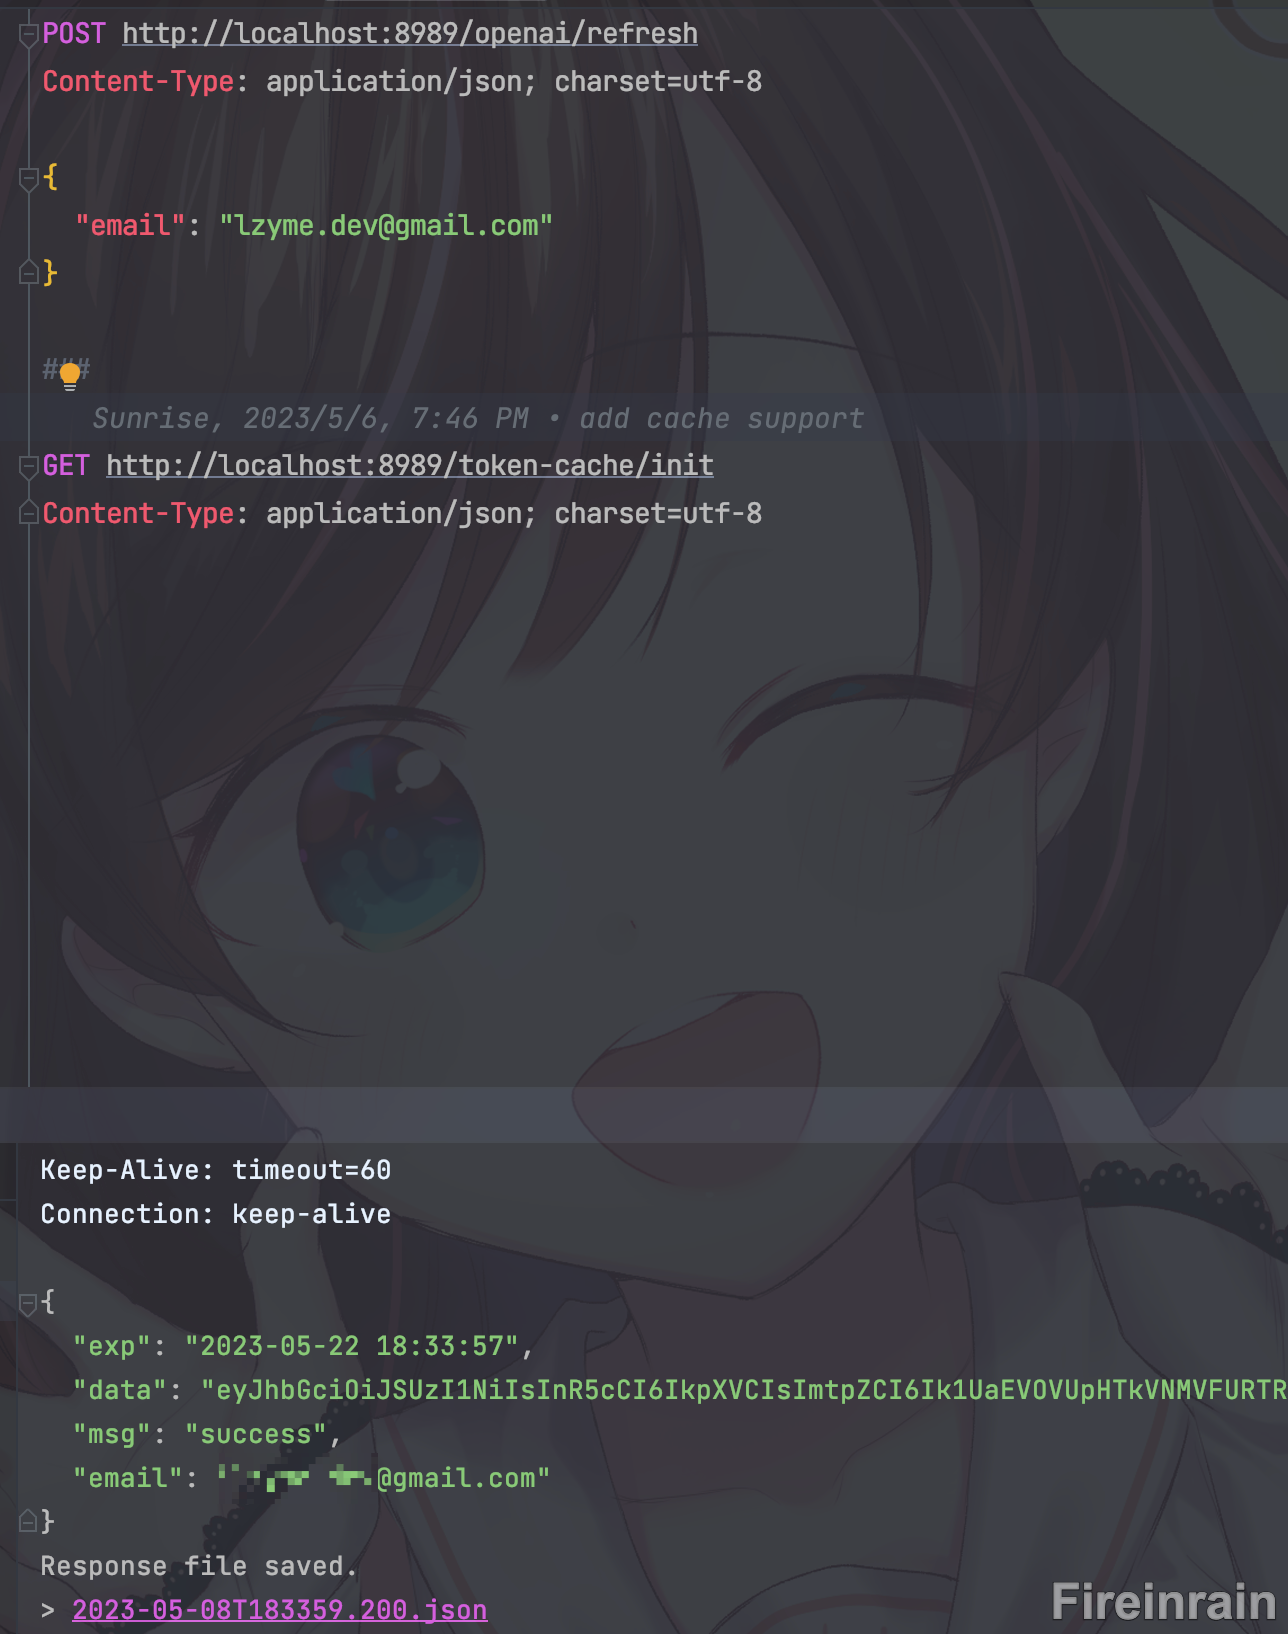 POST http://localhost:8989/openai/refresh
Content-Type: application/json; charset=utf-8
{
"email": "lzyme.dev@gmail.com"
}
###
Sunrise, 2023/5/6, 7:46 PM • add cache support
GET http://localhost:8989/token-cache/init
Content-Type: application/json; charset=utf-8
Keep-Alive: timeout=60
Connection: keep-alive
{
"exp": "2023-05-22 18:33:57",
"data": "eyJhbGciOiJSUzI1NiIsInR5cCI6IkpXVCIsImtpZCI6Ik1UaEVOVUpHTkVNMVFURTR
"msg": "success",
"email": @gmail.com"
}
Response file saved.
> 2023-05-08T183359.200.json
Fireinrain